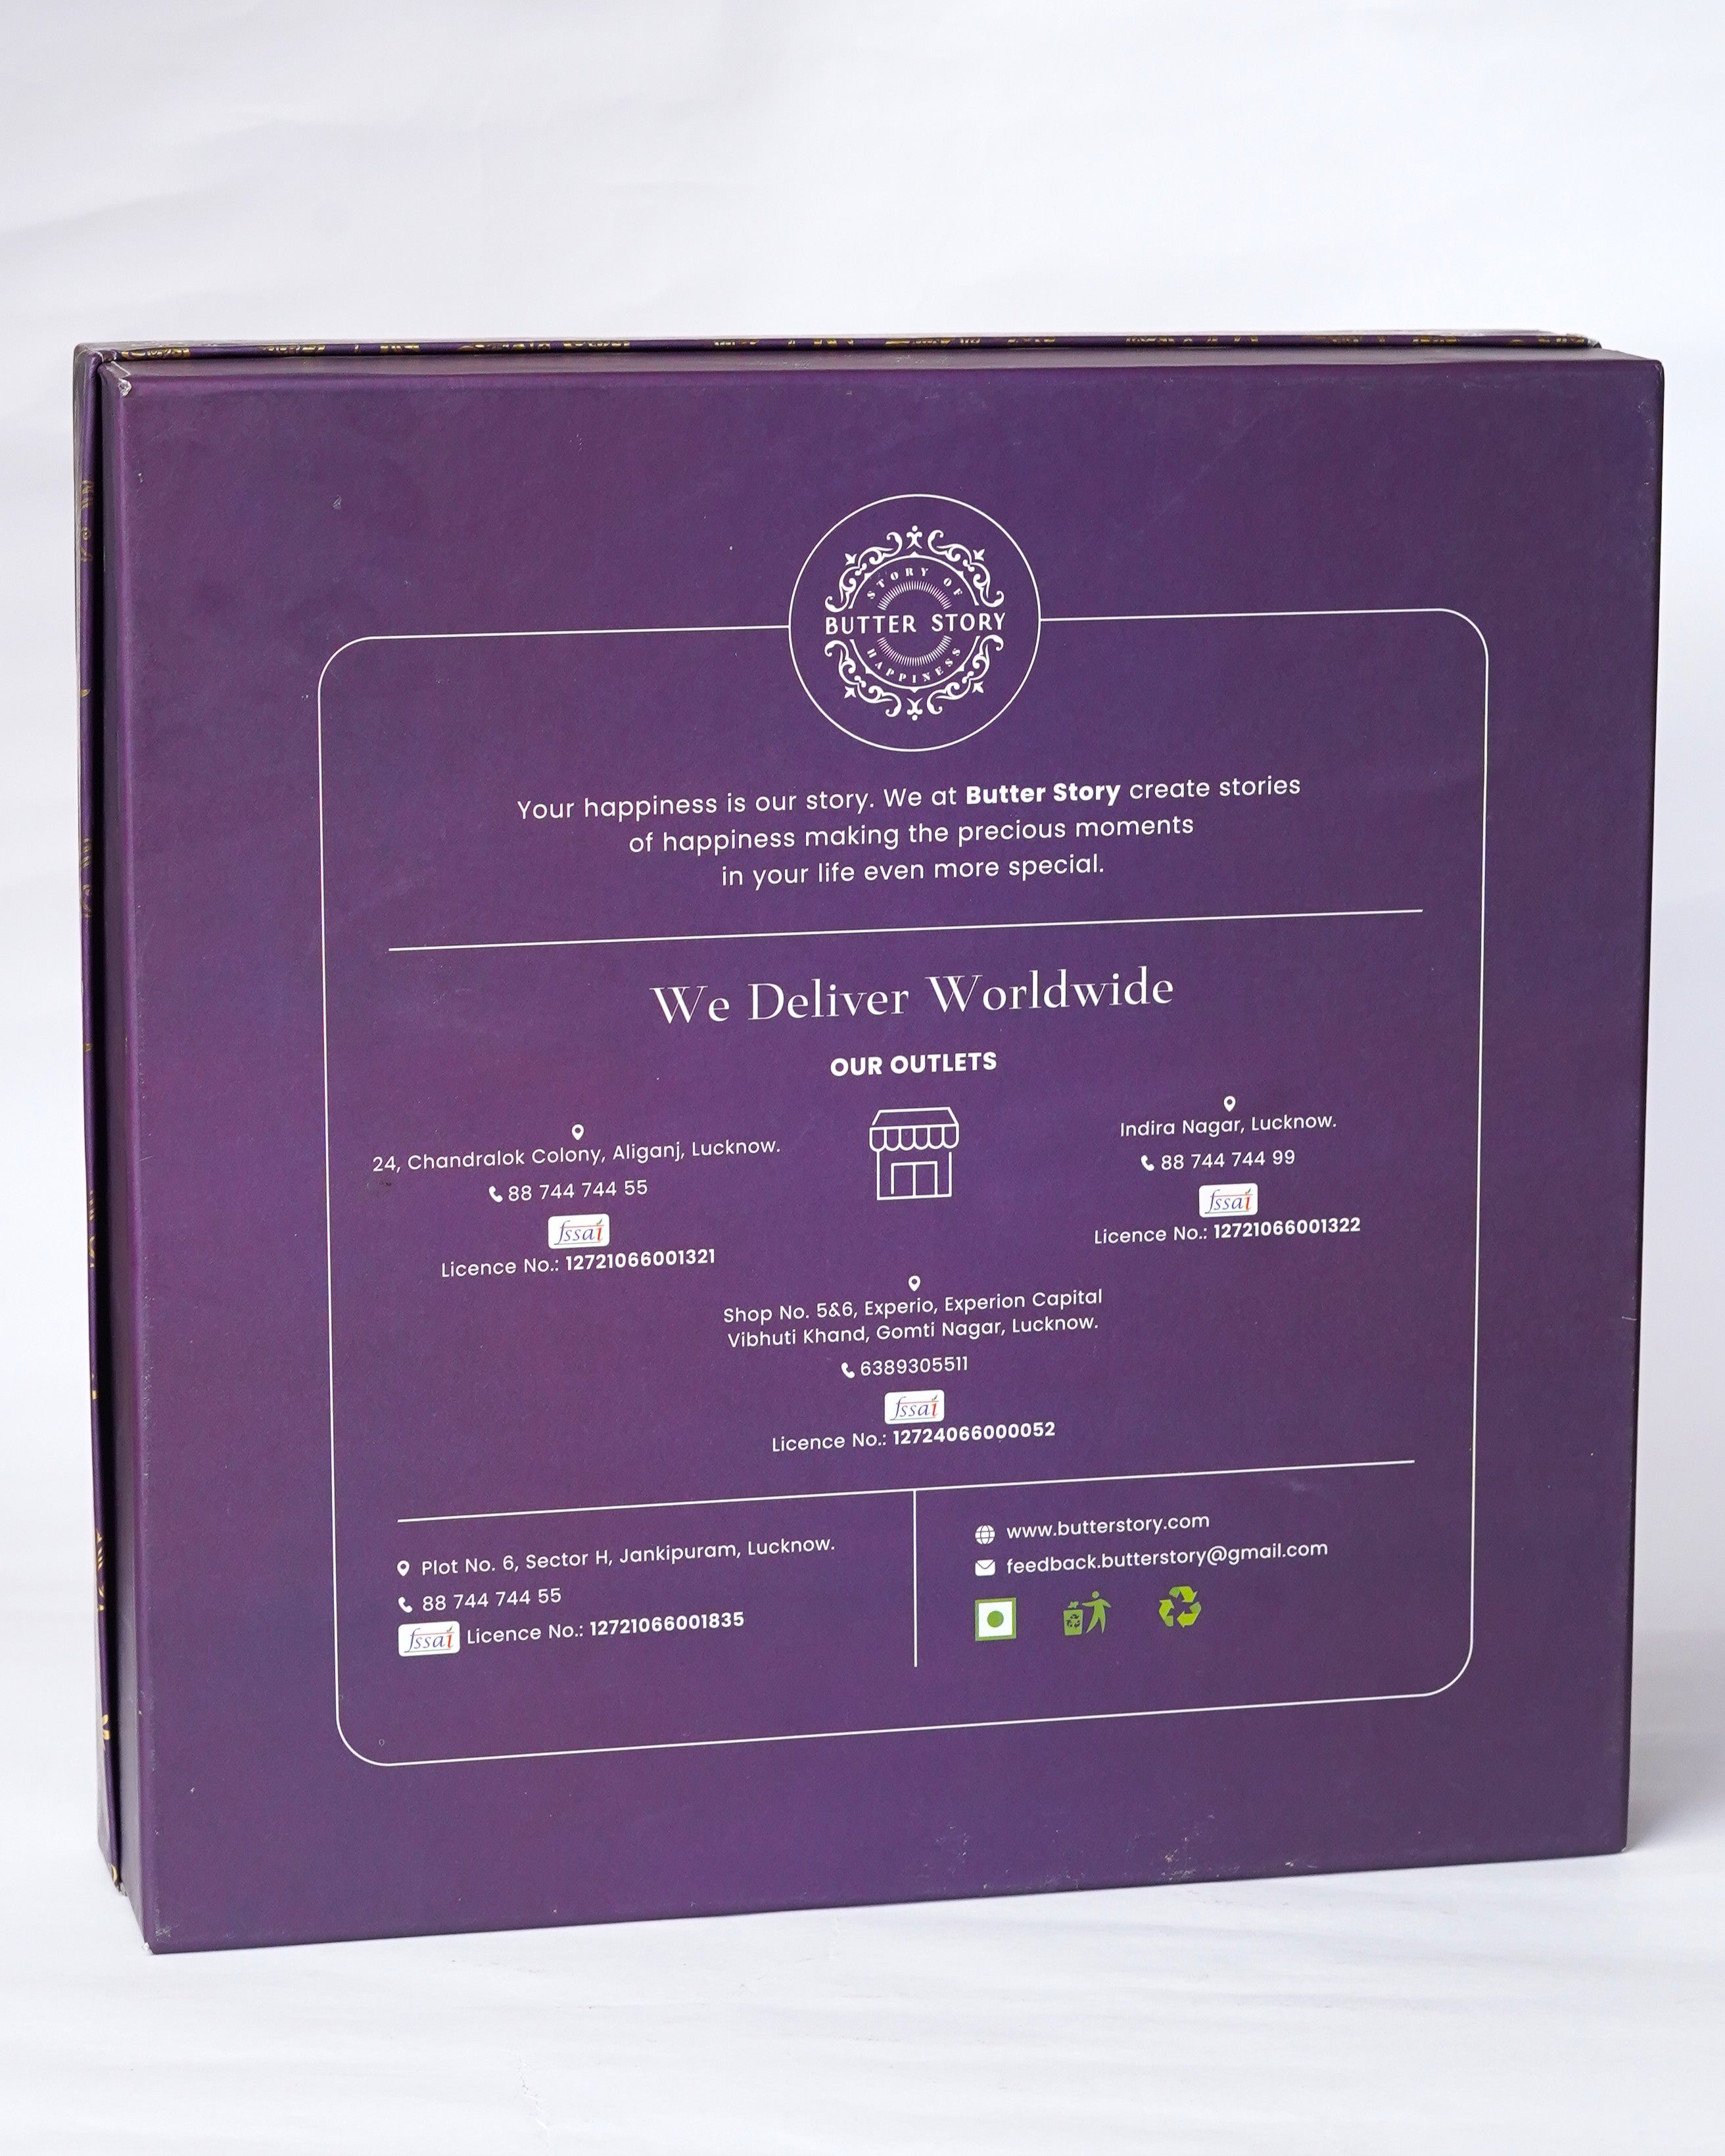 STORY OF
BUTTER STORY
HAPPINESS
Your happiness is our story. We at Butter Story create stories
of happiness making the precious moments
in your life even more special.
We Deliver Worldwide
OUR OUTLETS
24, Chandralok Colony, Aliganj, Lucknow.
88 744 744 55
fssai
Licence No.: 12721066001321
Indira Nagar, Lucknow.
88 744 744 99
fssai
Licence No.: 12721066001322
Shop No. 5&6, Experio, Experion Capital
Vibhuti Khand, Gomti Nagar, Lucknow.
6389305511
fssai
Licence No.: 12724066000052
Plot No. 6, Sector H, Jankipuram, Lucknow.
88 744 744 55
fssai Licence No.: 12721066001835
www.butterstory.com
feedback.butterstory@gmail.com